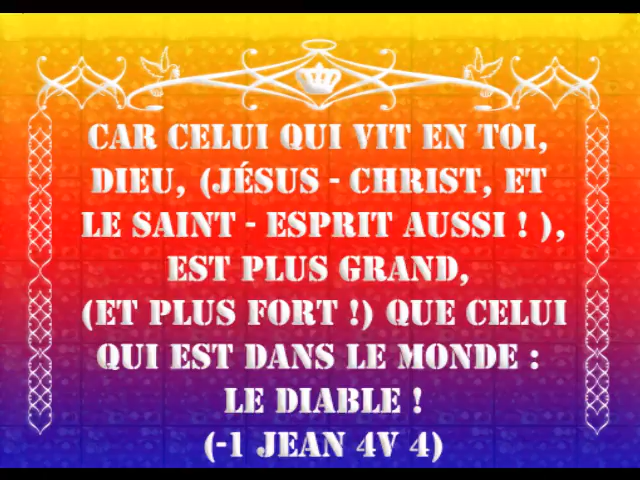 CAR CELUI QUI VIT EN TOI,
DIEU, (JÉSUS - CHRIST, ET
LE SAINT - ESPRIT AUSSI ! ),
EST PLUS GRAND,
(ET PLUS FORT !) QUE CELUI
QUI EST DANS LE MONDE :
LE DIABLE !
(-1 JEAN 4V 4)